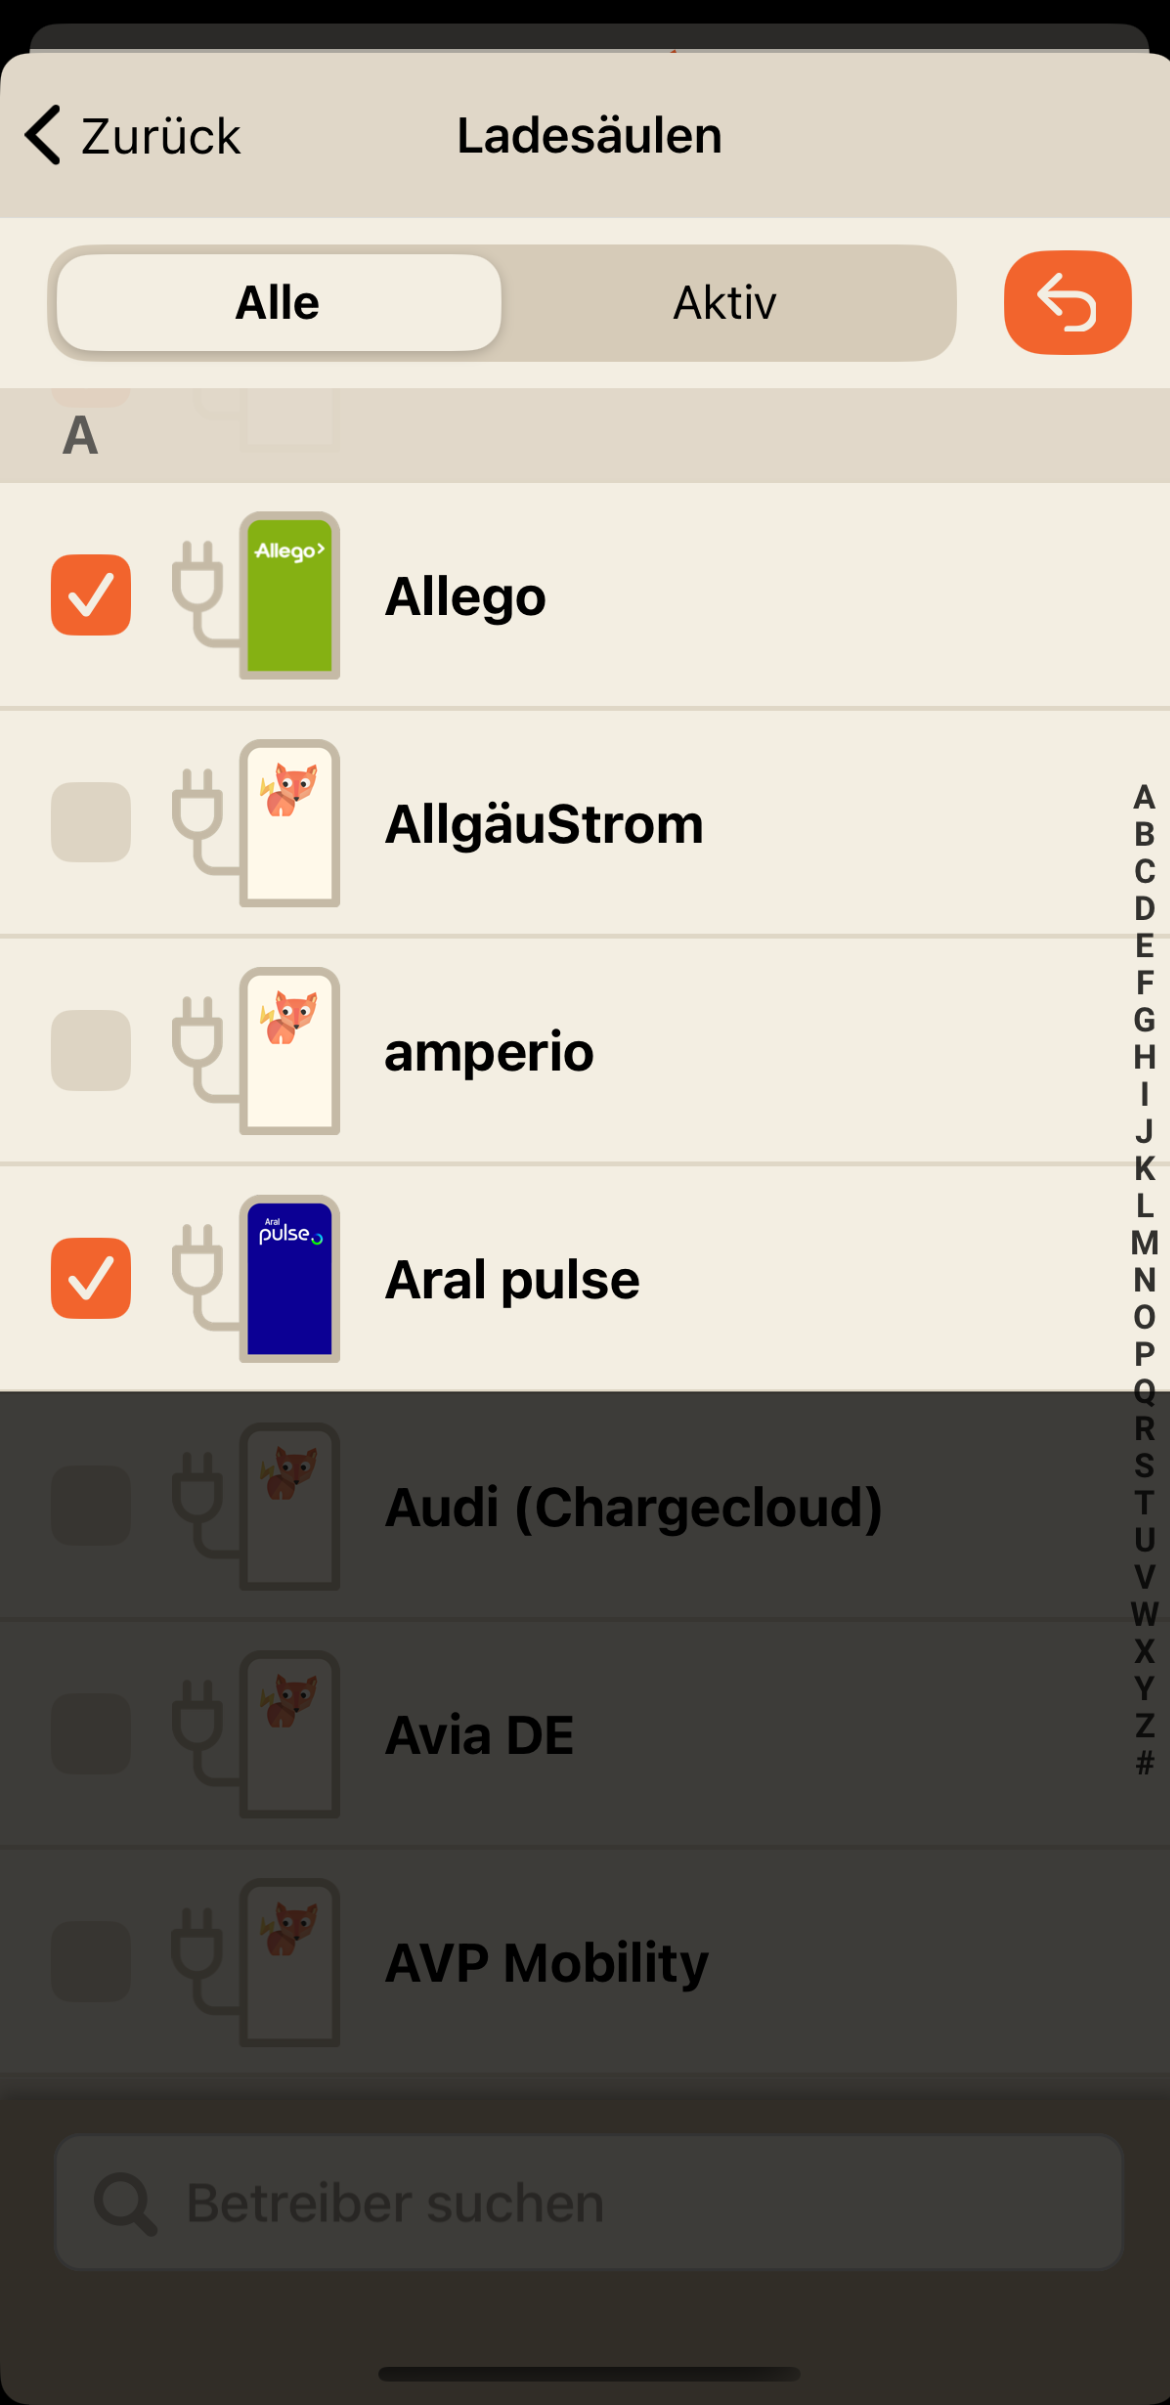 Zurück
Ladesäulen
Alle
Aktiv
A
Allego>
Allego
AllgäuStrom
amperio
Aral
pulse
Aral pulse
Audi (Chargecloud)
Avia DE
AVP Mobility
A
B
C
D
E
F
G
H
I
J
K
L
M
N
O
P
Q
R
S
T
U
V
W
X
Y
Z
#
Betreiber suchen